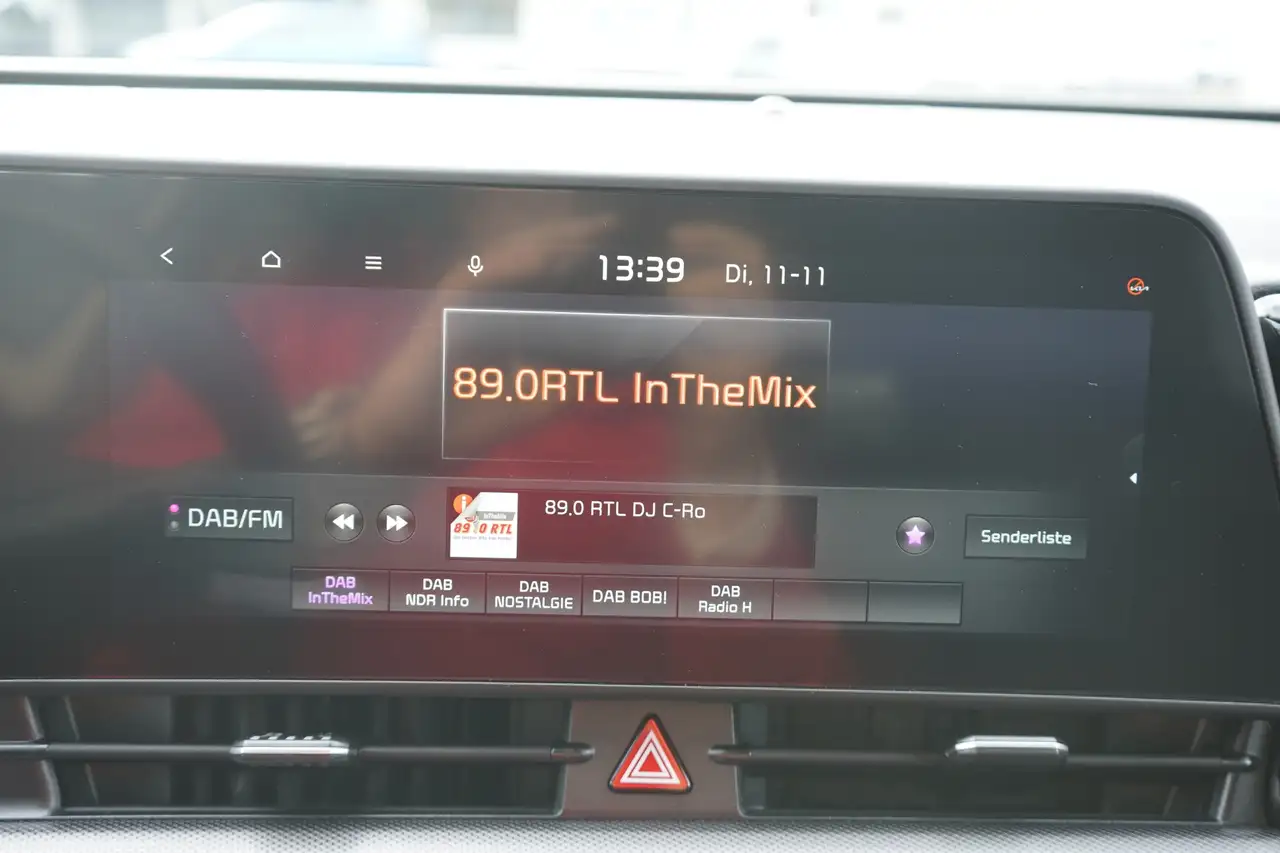 13:39 Di, 11-11
89.0RTL InTheMix
DAB/FM
89.0 RTL DJ C-Ro
InTheMix
89.0 RTL
Senderliste
DAB
InTheMix
DAB
NDR Info
DAB
NOSTALGIE
DAB BOB!
DAB
Radio H